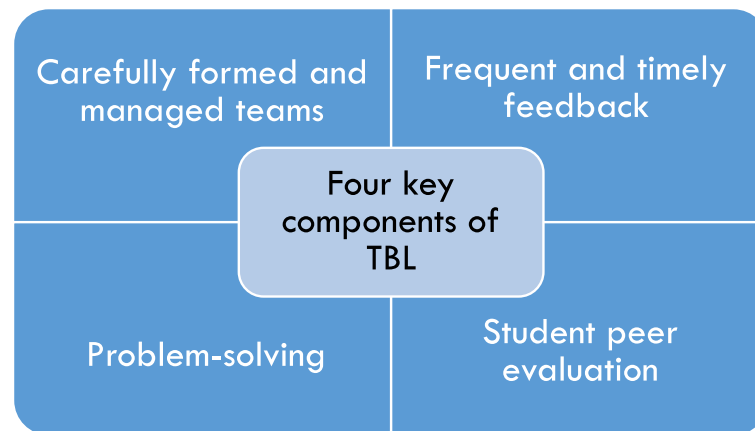 Carefully formed and
managed teams
Frequent and timely
feedback
Four key
components of
TBL
Problem-solving
Student peer
evaluation